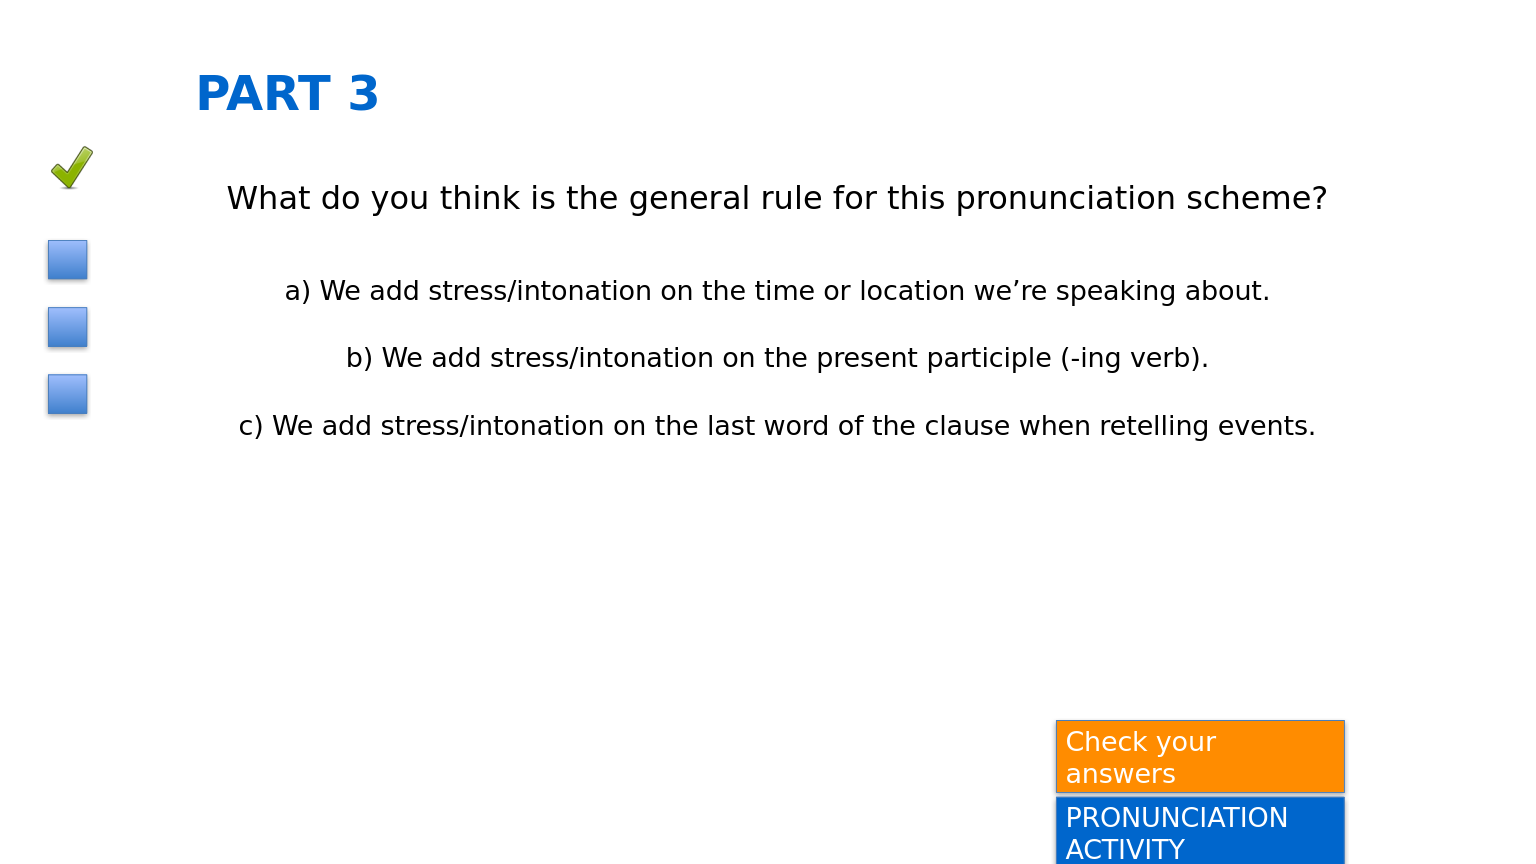 PART 3
What do you think is the general rule for this pronunciation scheme?
a) We add stress/intonation on the time or location we’re speaking about.
b) We add stress/intonation on the present participle (-ing verb).
c) We add stress/intonation on the last word of the clause when retelling events.
Check your
answers
PRONUNCIATION
ACTIVITY